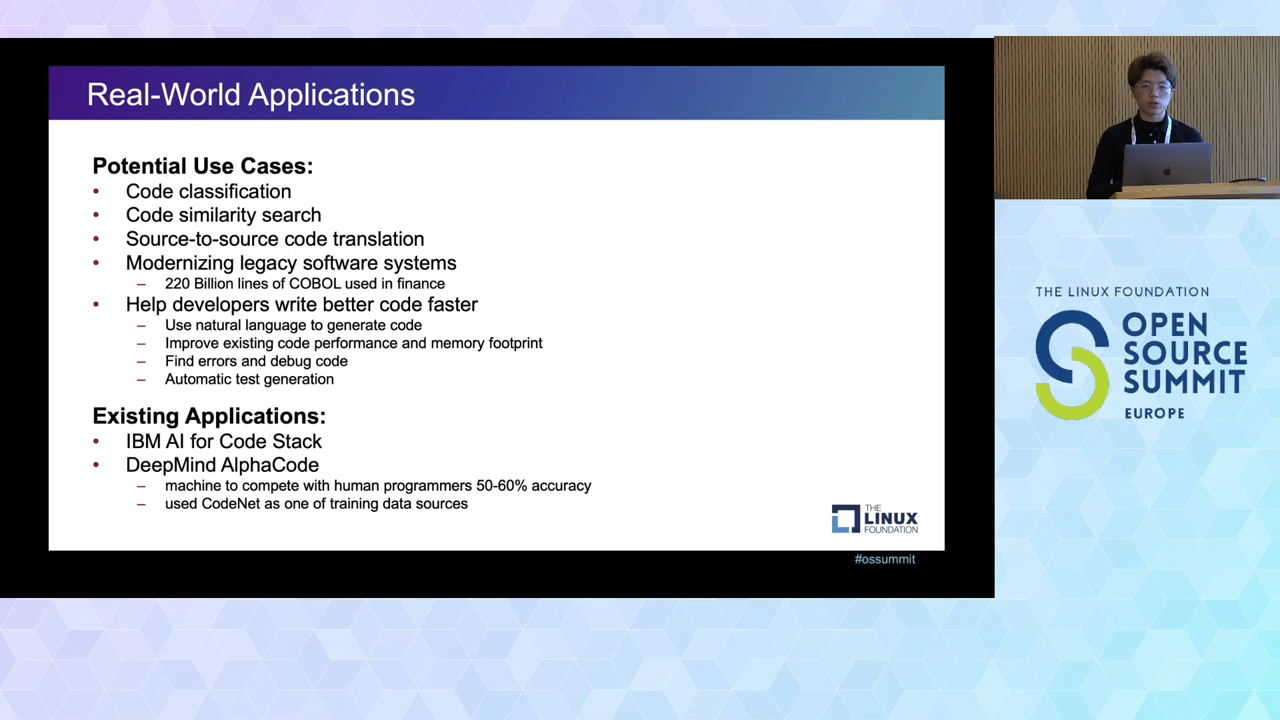 Real-World Applications
Potential Use Cases:
• Code classification
• Code similarity search
• Source-to-source code translation
• Modernizing legacy software systems
– 220 Billion lines of COBOL used in finance
• Help developers write better code faster
– Use natural language to generate code
– Improve existing code performance and memory footprint
– Find errors and debug code
– Automatic test generation
Existing Applications:
• IBM AI for Code Stack
• DeepMind AlphaCode
– machine to compete with human programmers 50-60% accuracy
– used CodeNet as one of training data sources
THE
LINUX
FOUNDATION
#ossummit
THE LINUX FOUNDATION
OPEN
SOURCE
SUMMIT
EUROPE